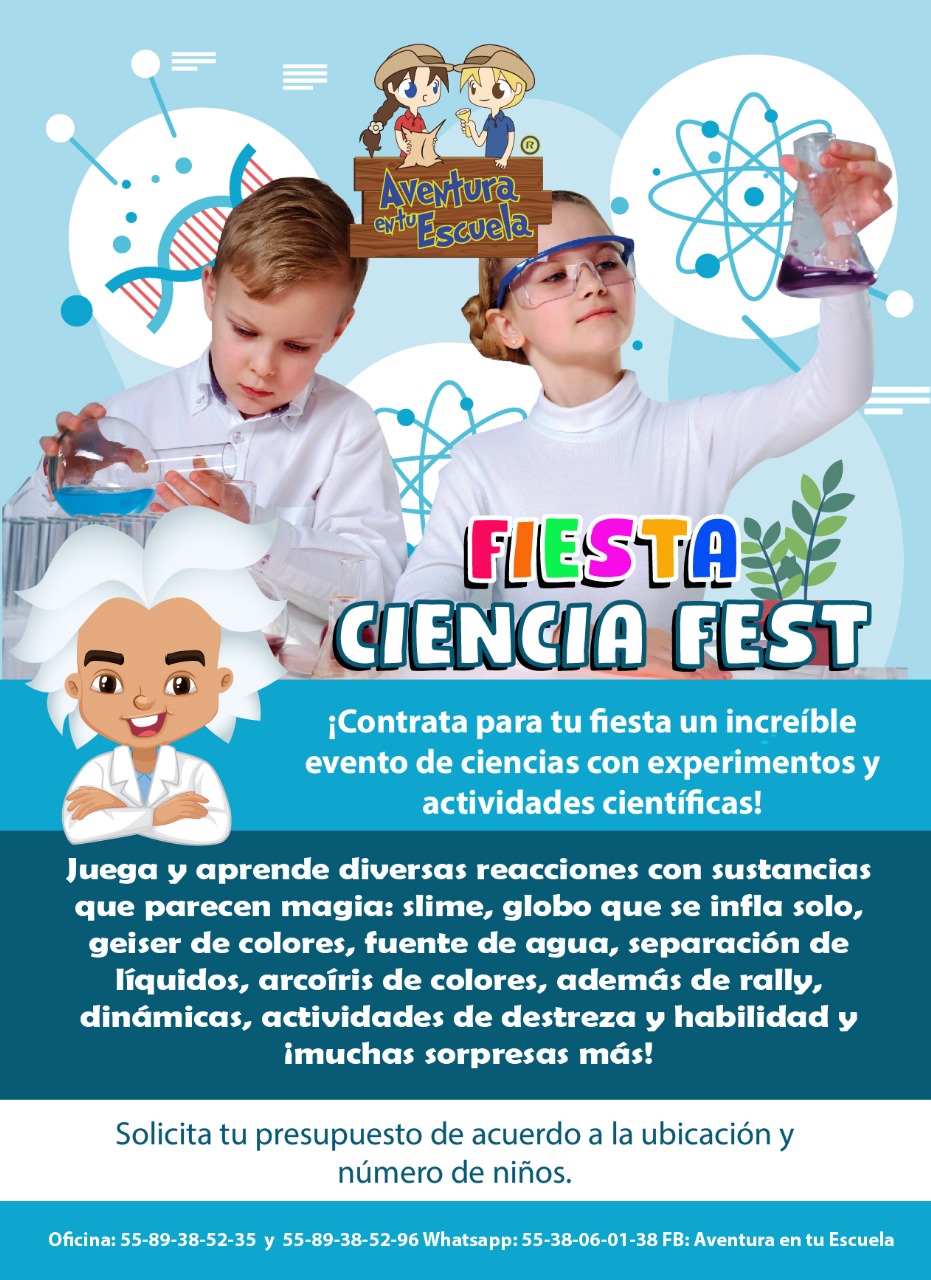 Aventura
en tu
Escuela
®
FIESTA
CIENCIA FEST
¡Contrata para tu fiesta un increíble
evento de ciencias con experimentos y
actividades científicas!
Juega y aprende diversas reacciones con sustancias
que parecen magia: slime, globo que se infla solo,
geiser de colores, fuente de agua, separación de
líquidos, arcoíris de colores, además de rally,
dinámicas, actividades de destreza y habilidad y
¡muchas sorpresas más!
Solicita tu presupuesto de acuerdo a la ubicación y
número de niños.
Oficina: 55-89-38-52-35 y 55-89-38-52-96 Whatsapp: 55-38-06-01-38 FB: Aventura en tu Escuela